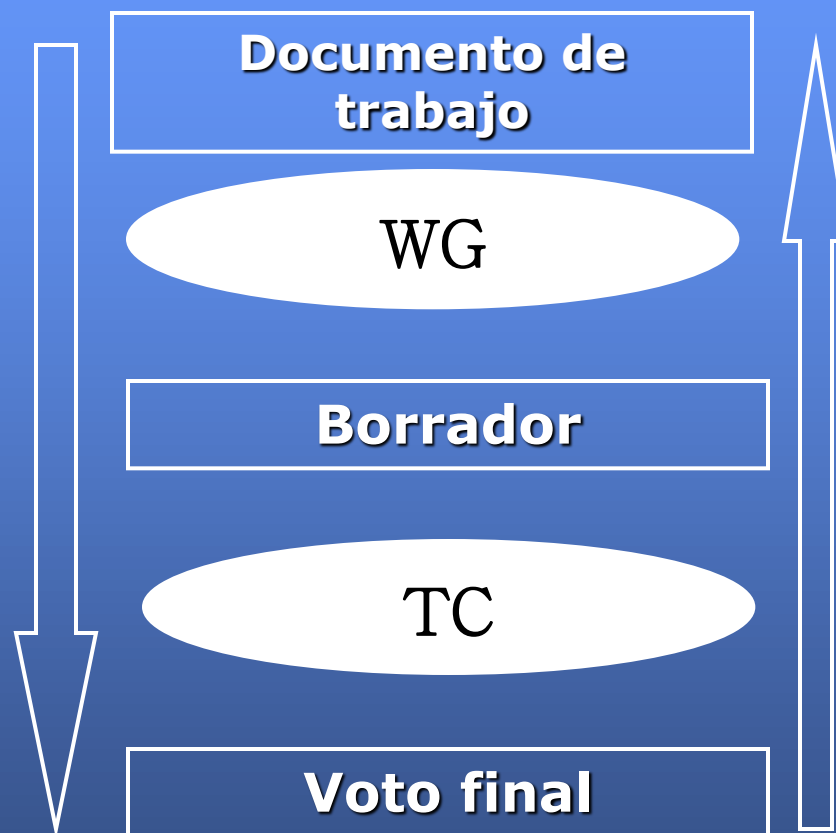 Documento de
trabajo
WG
Borrador
TC
Voto final